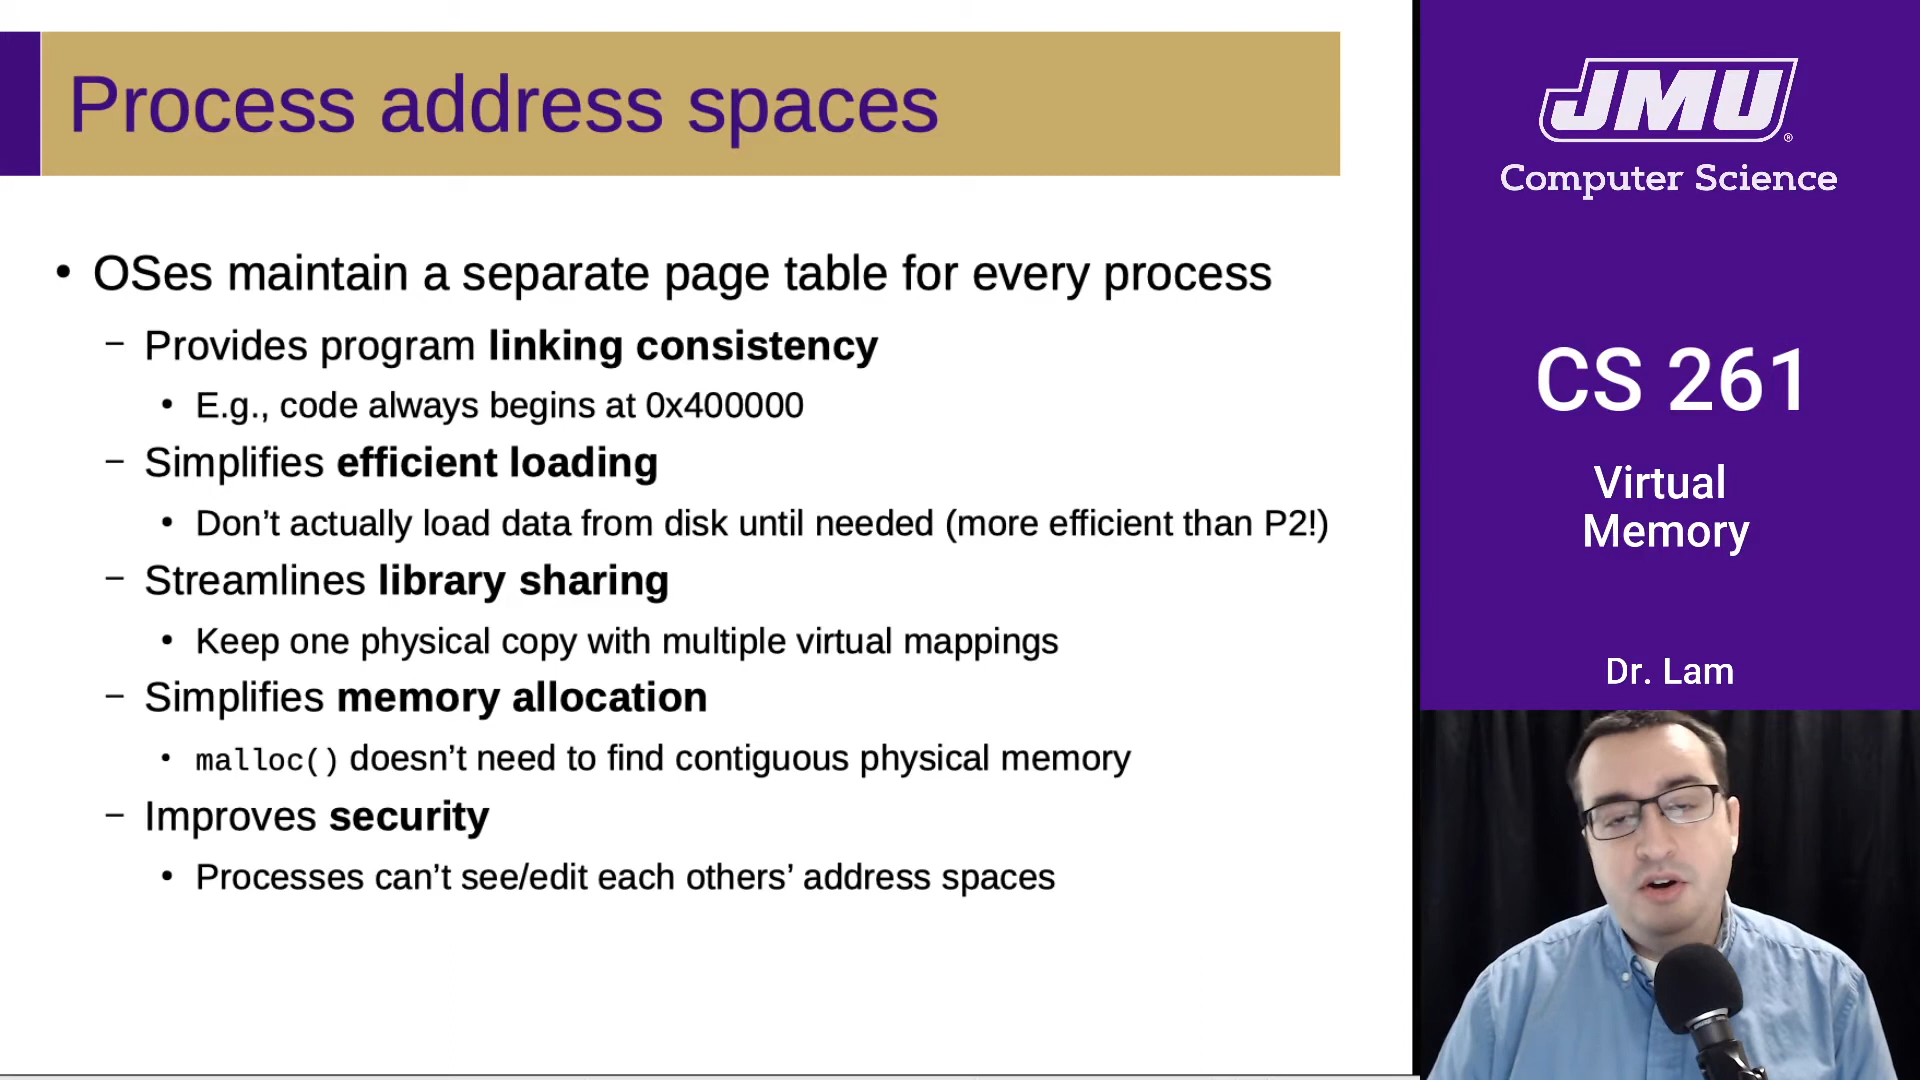 Process address spaces
• OSes maintain a separate page table for every process
– Provides program linking consistency
• E.g., code always begins at 0x400000
– Simplifies efficient loading
• Don't actually load data from disk until needed (more efficient than P2!)
– Streamlines library sharing
• Keep one physical copy with multiple virtual mappings
– Simplifies memory allocation
• malloc() doesn't need to find contiguous physical memory
– Improves security
• Processes can't see/edit each others' address spaces
JMU®
Computer Science
CS 261
Virtual
Memory
Dr. Lam